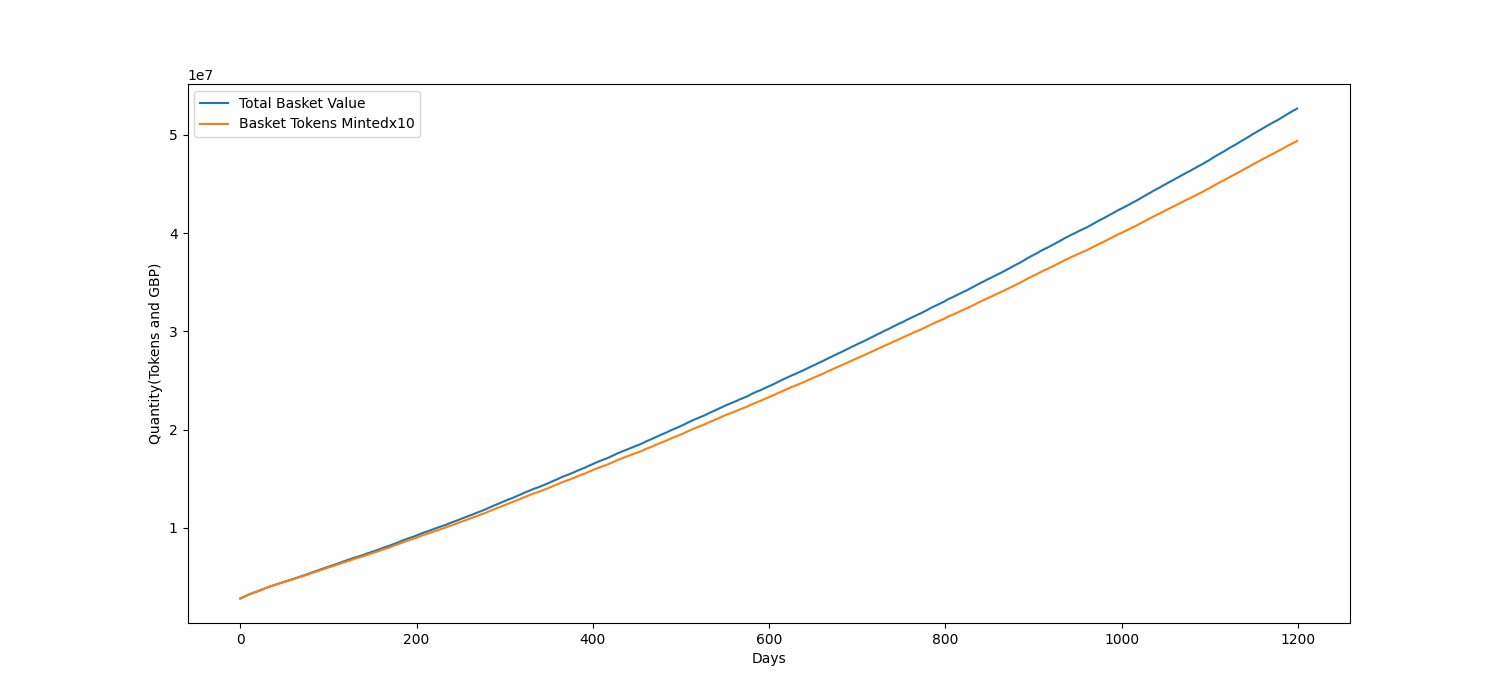 1e7
Total Basket Value
Basket Tokens Mintedx10
5
4
3
2
1
Quantity(Tokens and GBP)
0 200 400 600 800 1000 1200
Days